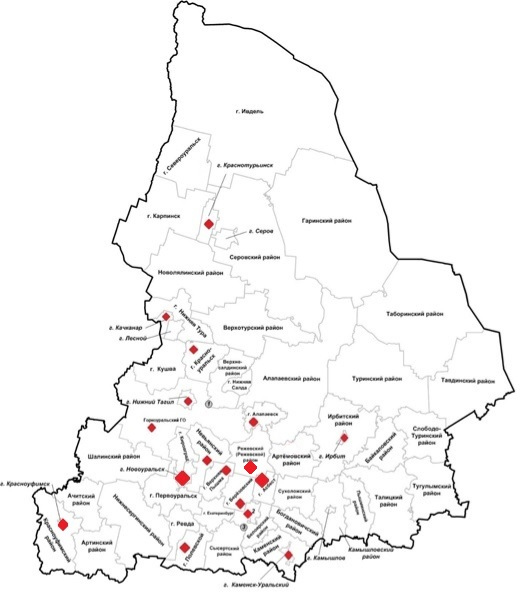 г. Ивдель
г. Североуральск
г. Краснотурьинск
г. Карпинск
Гаринский район
г. Серов
Серовский район
Новолялинский район
Таборинский район
г. Качканар
г. Нижняя Тура
Верхотурский район
г. Лесной
г. Красно-
уральск
г. Кушва
Верхне-
салдинский
район
г. Нижняя
Салда
Алапаевский район
Туринский район
Тавдинский район
г. Нижний Тагил
г. Алапаевск
Ирбитский
район
Горноуральский ГО
Слободо-
Туринский
район
Байкаловский
район
Невьянский
район
Режевской
(Режевский)
район
Артёмовский
район
г. Ирбит
Шалинский район
г. Новоуральск
Тугулымский
район
г. Красноуфимск
Ачитский
район
г. Первоуральск
Сухоложский
район
Талицкий
район
Нижнесергинский район
г. Екатеринбург
Богдановичский
район
Красноуфимский
район
Артинский
район
г. Ревда
г. Полевской
Сысертский
район
Каменский
район
г. Камышлов
Камышловский
район
г. Каменск-Уральский